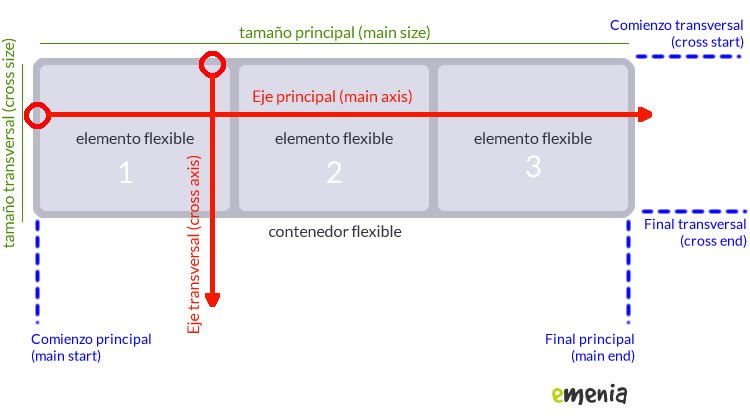 tamaño principal (main size)
Comienzo transversal
(cross start)
tamaño transversal (cross size)
Eje principal (main axis)
elemento flexible
1
elemento flexible
2
elemento flexible
3
Eje transversal (cross axis)
contenedor flexible
Final transversal
(cross end)
Comienzo principal
(main start)
Final principal
(main end)
emenia